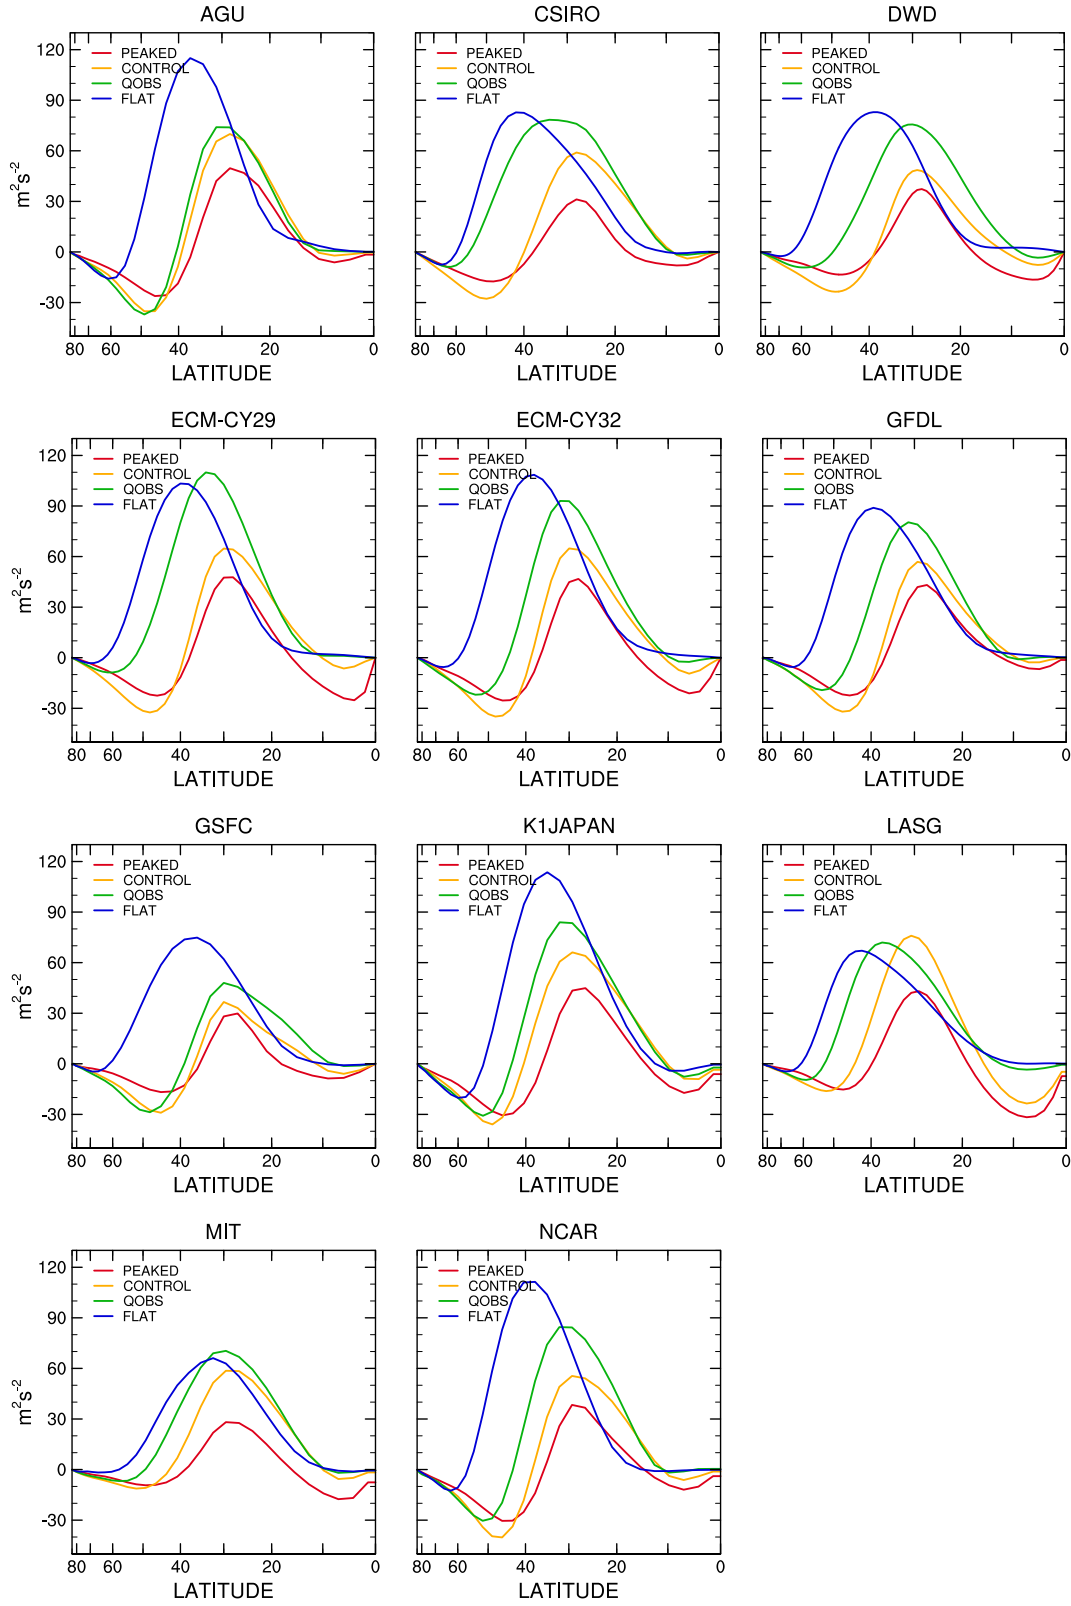 AGU CSIRO DWD
120 PEAKED PEAKED PEAKED
CONTROL CONTROL CONTROL
90 QOBS QOBS QOBS
FLAT FLAT FLAT
60
m²s⁻²
30
0
-30
80 60 40 20 0 80 60 40 20 0 80 60 40 20 0
LATITUDE LATITUDE LATITUDE
ECM-CY29 ECM-CY32 GFDL
120 PEAKED PEAKED PEAKED
CONTROL CONTROL CONTROL
90 QOBS QOBS QOBS
FLAT FLAT FLAT
60
m²s⁻²
30
0
-30
80 60 40 20 0 80 60 40 20 0 80 60 40 20 0
LATITUDE LATITUDE LATITUDE
GSFC K1JAPAN LASG
120 PEAKED PEAKED PEAKED
CONTROL CONTROL CONTROL
90 QOBS QOBS QOBS
FLAT FLAT FLAT
60
m²s⁻²
30
0
-30
80 60 40 20 0 80 60 40 20 0 80 60 40 20 0
LATITUDE LATITUDE LATITUDE
MIT NCAR
120 PEAKED PEAKED
CONTROL CONTROL
90 QOBS QOBS
FLAT FLAT
60
m²s⁻²
30
0
-30
80 60 40 20 0 80 60 40 20 0
LATITUDE LATITUDE